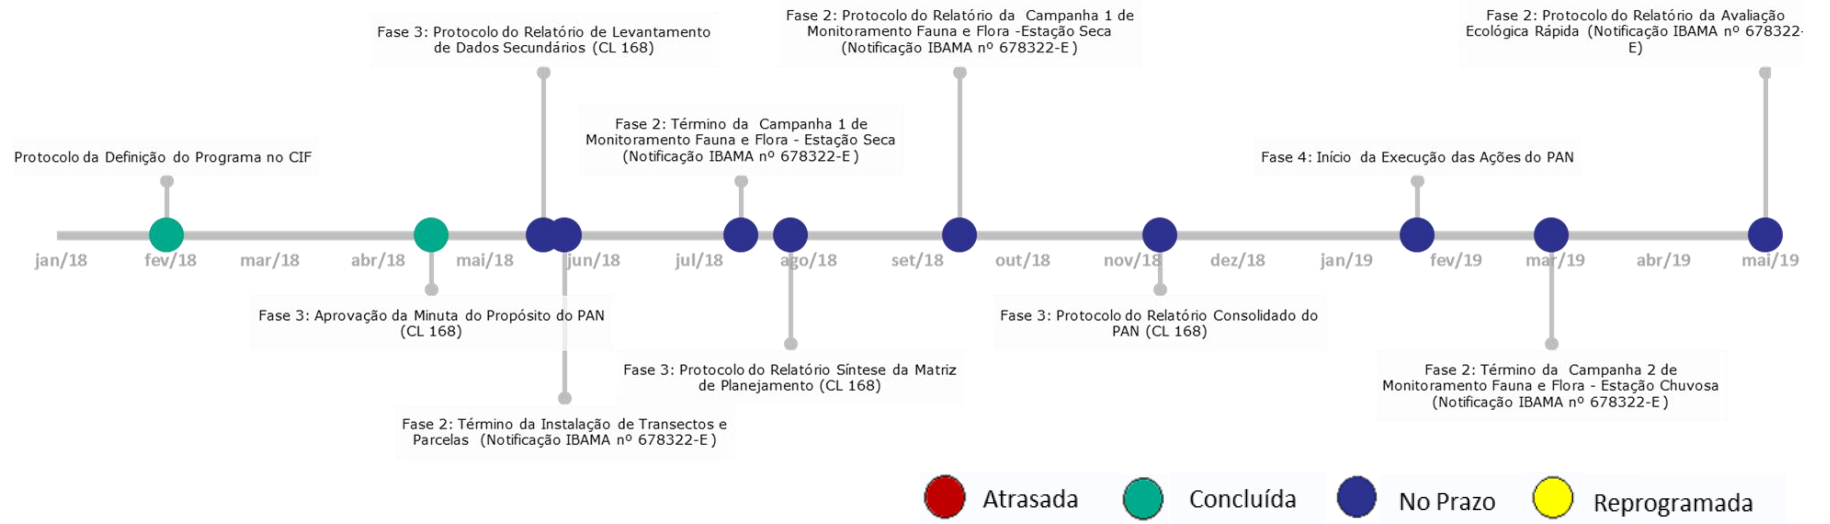 Fase 3: Protocolo do Relatório de Levantamento
de Dados Secundários (CL 168)
Fase 2: Protocolo do Relatório da Campanha 1 de
Monitoramento Fauna e Flora -Estação Seca
(Notificação IBAMA nº 678322-E)
Fase 2: Protocolo do Relatório da Avaliação
Ecológica Rápida (Notificação IBAMA nº 678322-
E)
Protocolo da Definição do Programa no CIF
Fase 2: Término da Campanha 1 de
Monitoramento Fauna e Flora - Estação Seca
(Notificação IBAMA nº 678322-E)
Fase 4: Início da Execução das Ações do PAN
jan/18 fev/18 mar/18 abr/18 mai/18 jun/18 jul/18 ago/18 set/18 out/18 nov/18 dez/18 jan/19 fev/19 mar/19 abr/19 mai/19
Fase 3: Aprovação da Minuta do Propósito do PAN
(CL 168)
Fase 3: Protocolo do Relatório Consolidado do
PAN (CL 168)
Fase 3: Protocolo do Relatório Síntese da Matriz
de Planejamento (CL 168)
Fase 2: Término da Campanha 2 de
Monitoramento Fauna e Flora - Estação Chuvosa
(Notificação IBAMA nº 678322-E)
Fase 2: Término da Instalação de Transectos e
Parcelas (Notificação IBAMA nº 678322-E)
Atrasada Concluída No Prazo Reprogramada